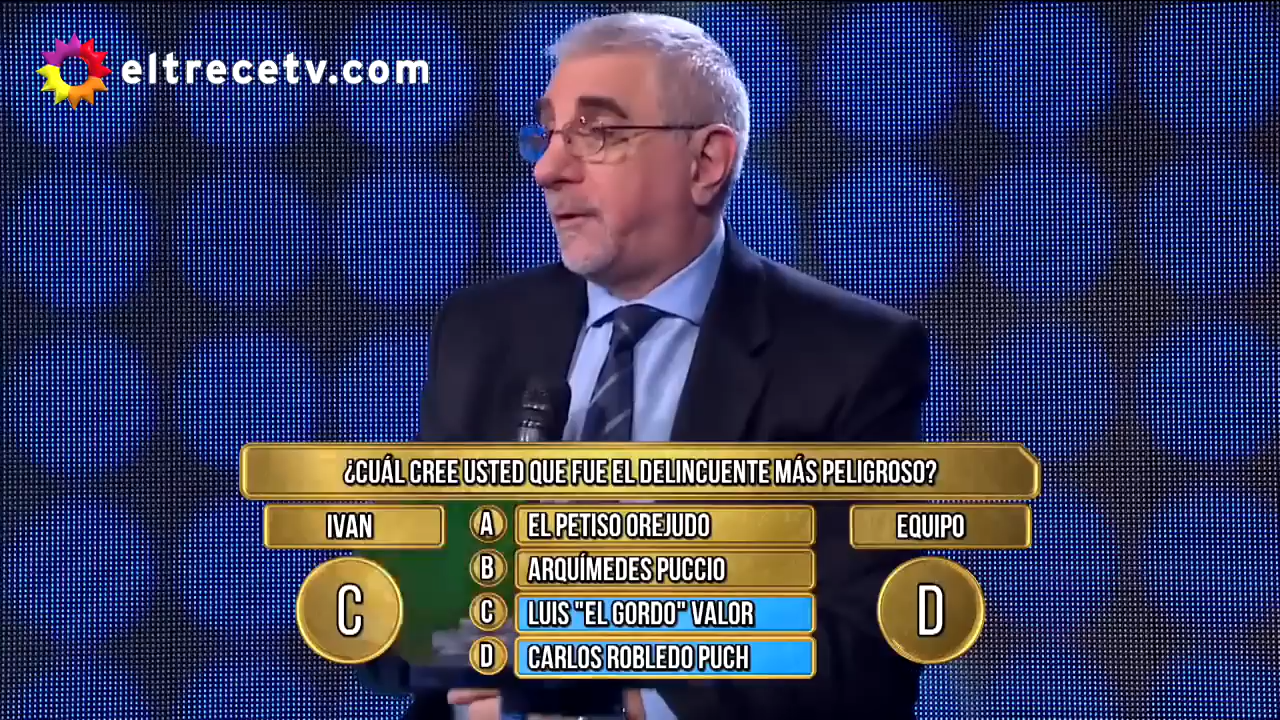 eltrecetv.com
¿CUÁL CREE USTED QUE FUE EL DELINCUENTE MÁS PELIGROSO?
IVAN
C
A EL PETISO OREJUDO
B ARQUÍMEDES PUCCIO
C LUIS "EL GORDO" VALOR
D CARLOS ROBLEDO PUCH
EQUIPO
D